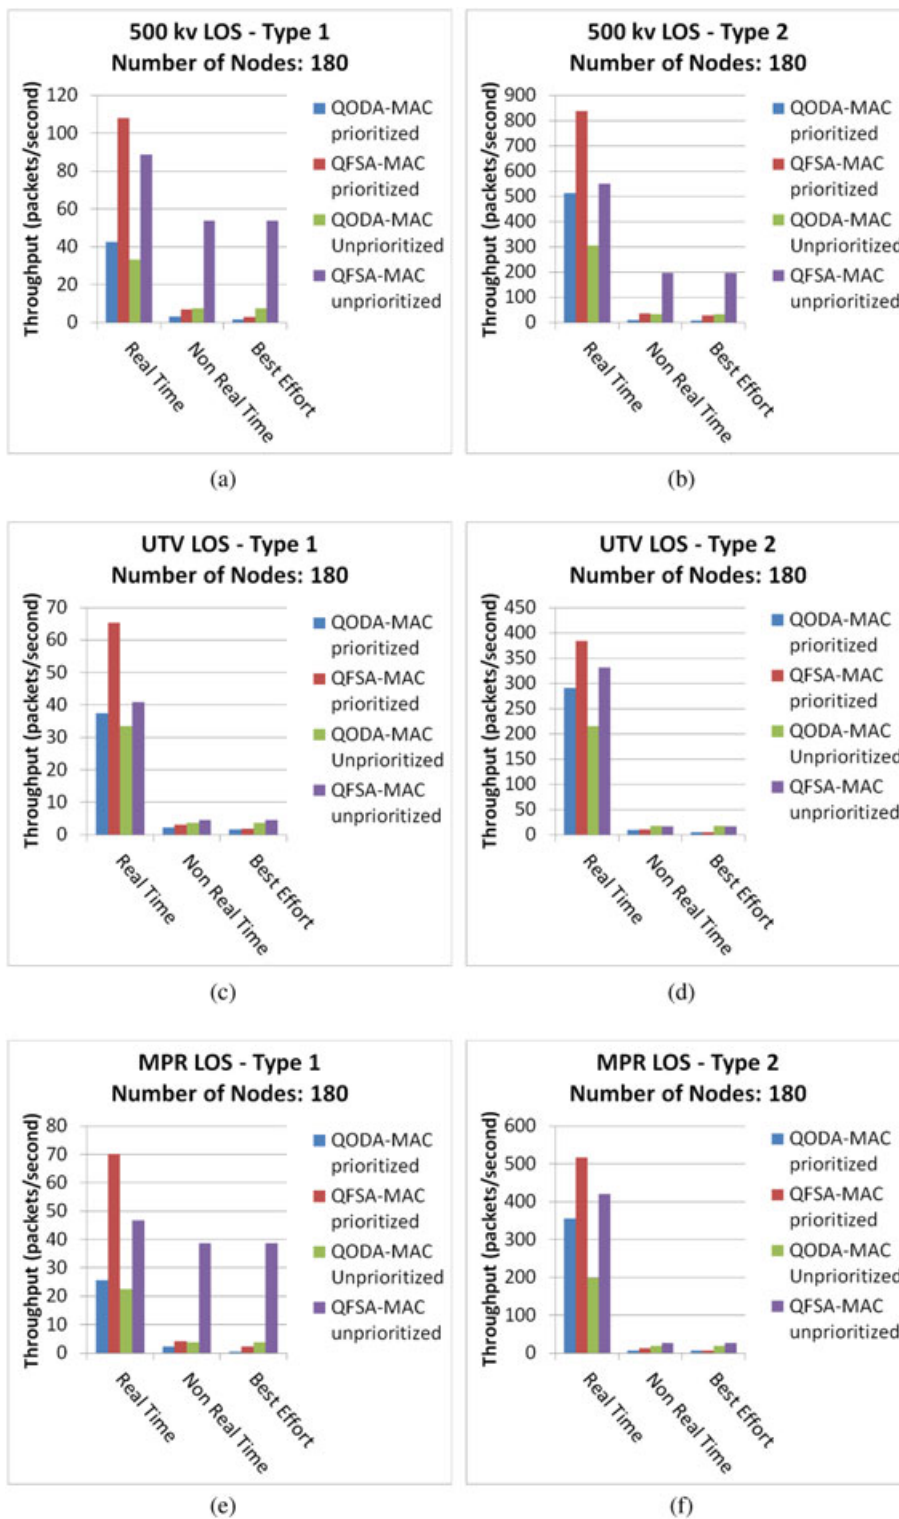 500 kv LOS - Type 1
Number of Nodes: 180
Throughput (packets/second)
120
100
80
60
40
20
0
Real Time
Non Real Time
Best Effort
QODA-MAC
prioritized
QFSA-MAC
prioritized
QODA-MAC
Unprioritized
QFSA-MAC
unprioritized
(a)
500 kv LOS - Type 2
Number of Nodes: 180
Throughput (packets/second)
900
800
700
600
500
400
300
200
100
0
Real Time
Non Real Time
Best Effort
QODA-MAC
prioritized
QFSA-MAC
prioritized
QODA-MAC
Unprioritized
QFSA-MAC
unprioritized
(b)
UTV LOS - Type 1
Number of Nodes: 180
Throughput (packets/second)
70
60
50
40
30
20
10
0
Real Time
Non Real Time
Best Effort
QODA-MAC
prioritized
QFSA-MAC
prioritized
QODA-MAC
Unprioritized
QFSA-MAC
unprioritized
(c)
UTV LOS - Type 2
Number of Nodes: 180
Throughput (packets/second)
450
400
350
300
250
200
150
100
50
0
Real Time
Non Real Time
Best Effort
QODA-MAC
prioritized
QFSA-MAC
prioritized
QODA-MAC
Unprioritized
QFSA-MAC
unprioritized
(d)
MPR LOS - Type 1
Number of Nodes: 180
Throughput (packets/second)
80
70
60
50
40
30
20
10
0
Real Time
Non Real Time
Best Effort
QODA-MAC
prioritized
QFSA-MAC
prioritized
QODA-MAC
Unprioritized
QFSA-MAC
unprioritized
(e)
MPR LOS - Type 2
Number of Nodes: 180
Throughput (packets/second)
600
500
400
300
200
100
0
Real Time
Non Real Time
Best Effort
QODA-MAC
prioritized
QFSA-MAC
prioritized
QODA-MAC
Unprioritized
QFSA-MAC
unprioritized
(f)